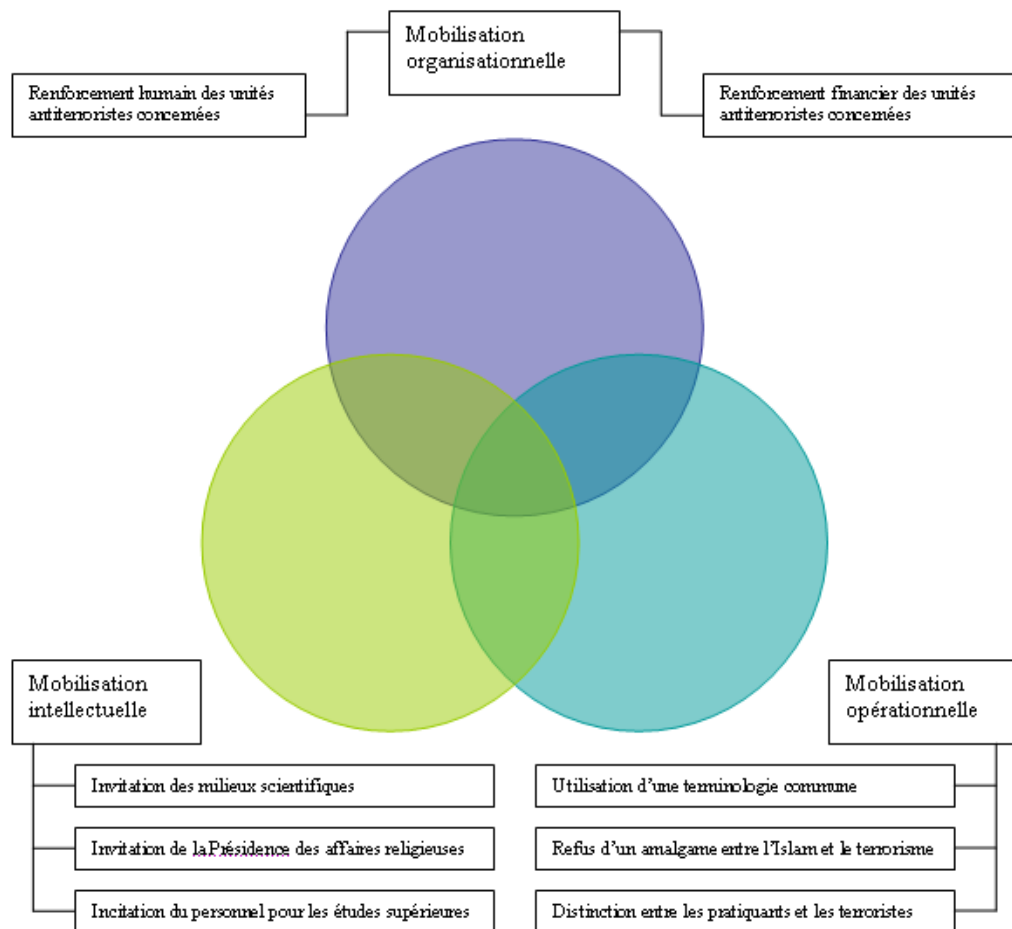 Mobilisation
organisationnelle
Renforcement humain des unités
antiterroristes concernées
Renforcement financier des unités
antiterroristes concernées
Mobilisation
intellectuelle
Invitation des milieux scientifiques
Invitation de la Présidence des affaires religieuses
Incitation du personnel pour les études supérieures
Mobilisation
opérationnelle
Utilisation d'une terminologie commune
Refus d'un amalgame entre l'Islam et le terrorisme
Distinction entre les pratiquants et les terroristes